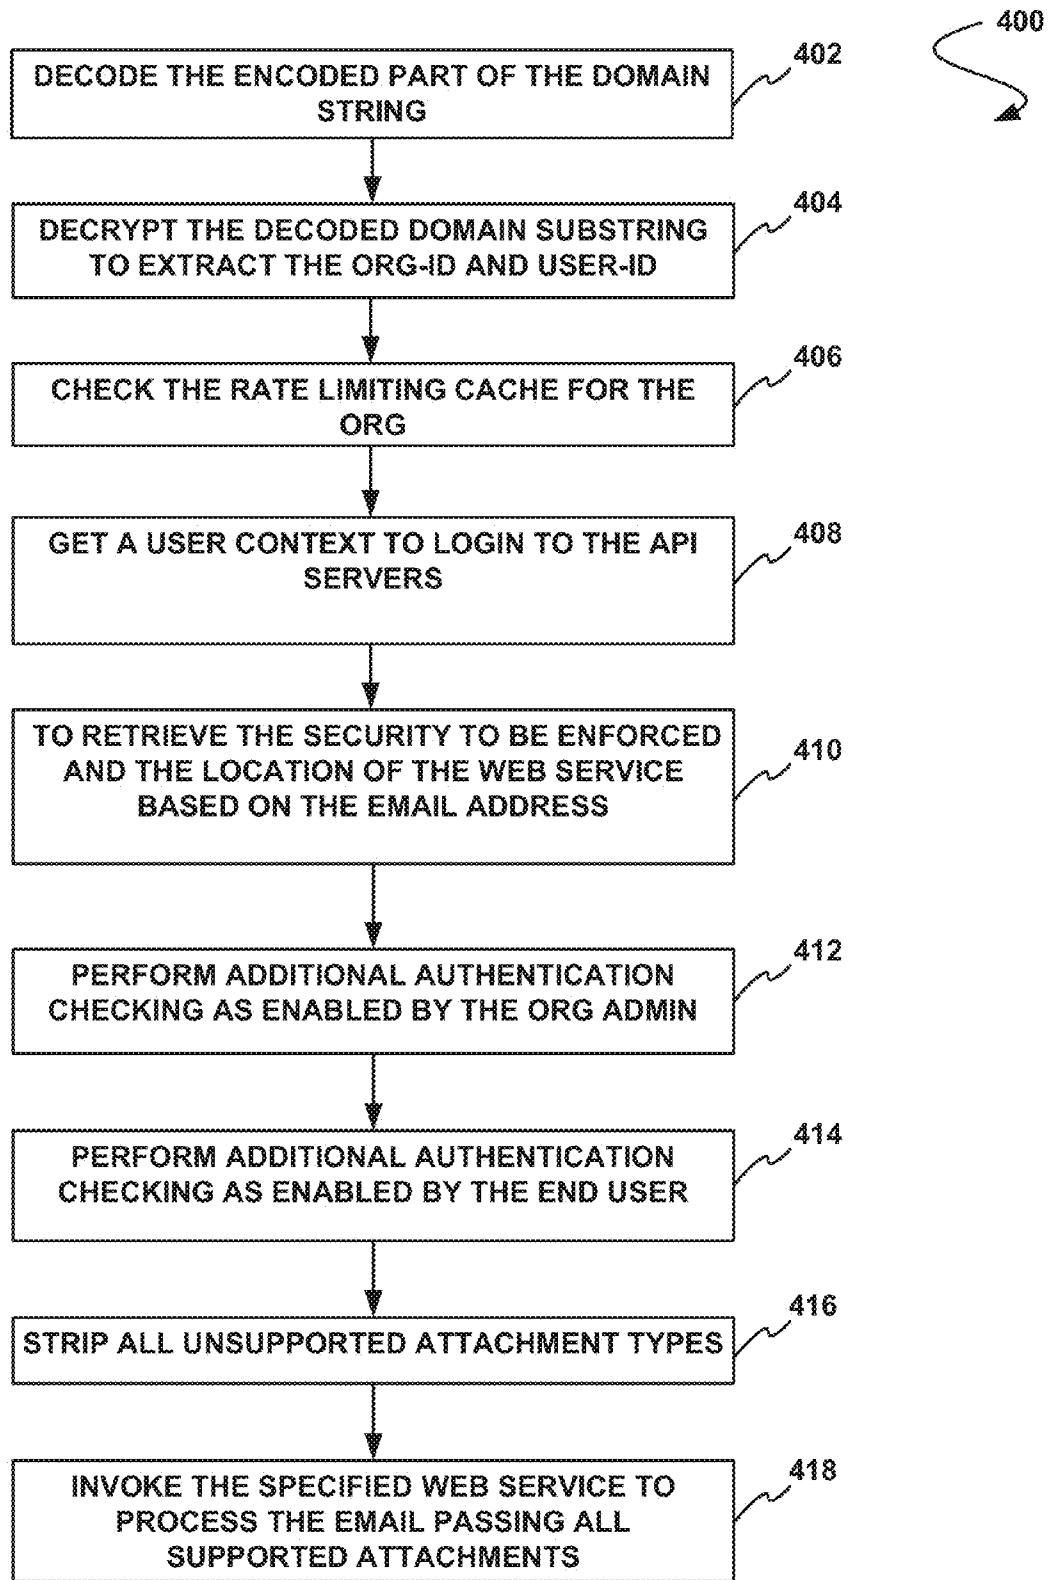 400
402
DECODE THE ENCODED PART OF THE DOMAIN
STRING
404
DECRYPT THE DECODED DOMAIN SUBSTRING
TO EXTRACT THE ORG-ID AND USER-ID
406
CHECK THE RATE LIMITING CACHE FOR THE
ORG
408
GET A USER CONTEXT TO LOGIN TO THE API
SERVERS
410
TO RETRIEVE THE SECURITY TO BE ENFORCED
AND THE LOCATION OF THE WEB SERVICE
BASED ON THE EMAIL ADDRESS
412
PERFORM ADDITIONAL AUTHENTICATION
CHECKING AS ENABLED BY THE ORG ADMIN
414
PERFORM ADDITIONAL AUTHENTICATION
CHECKING AS ENABLED BY THE END USER
416
STRIP ALL UNSUPPORTED ATTACHMENT TYPES
418
INVOKE THE SPECIFIED WEB SERVICE TO
PROCESS THE EMAIL PASSING ALL
SUPPORTED ATTACHMENTS